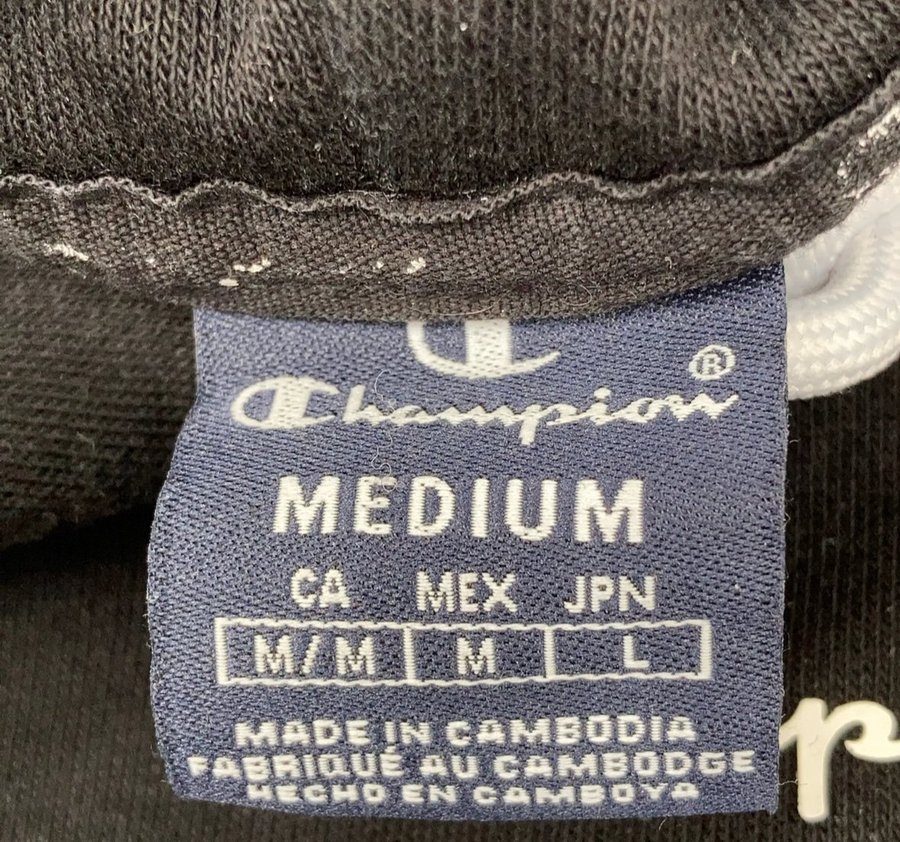 Champion®
MEDIUM
CA MEX JPN
M/M M L
MADE IN CAMBODIA
FABRIQUÉ AU CAMBODGE
HECHO EN CAMBOYA
p